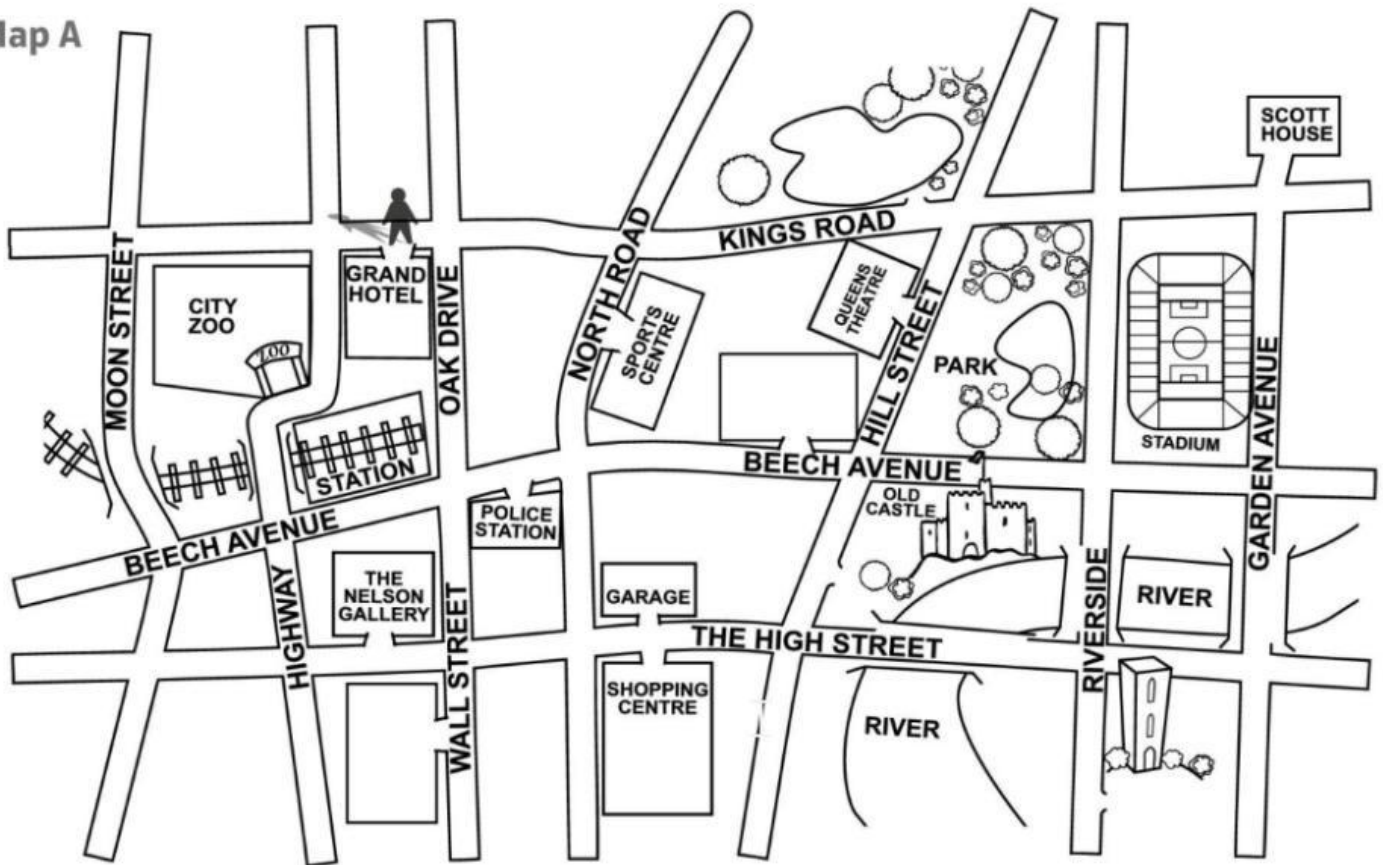 Map A
SCOTT
HOUSE
KINGS ROAD
MOON STREET
CITY
ZOO
ZOO
GRAND
HOTEL
OAK DRIVE
NORTH ROAD
SPORTS
CENTRE
QUEENS
THEATRE
HILL STREET
PARK
STADIUM
GARDEN AVENUE
STATION
BEECH AVENUE
BEECH AVENUE
POLICE
STATION
OLD
CASTLE
HIGHWAY
THE
NELSON
GALLERY
WALL STREET
GARAGE
THE HIGH STREET
RIVERSIDE
RIVER
SHOPPING
CENTRE
RIVER